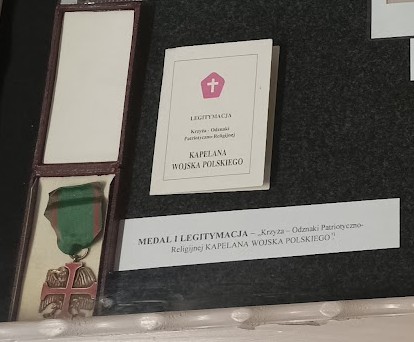 LEGITYMACJA
Krzyża - Odznaki
Patriotyczno-Religijnej
KAPELANA
WOJSKA POLSKIEGO
MEDAL I LEGITYMACJA – „Krzyża – Odznaki Patriotyczno-
Religijnej KAPELANA WOJSKA POLSKIEGO"